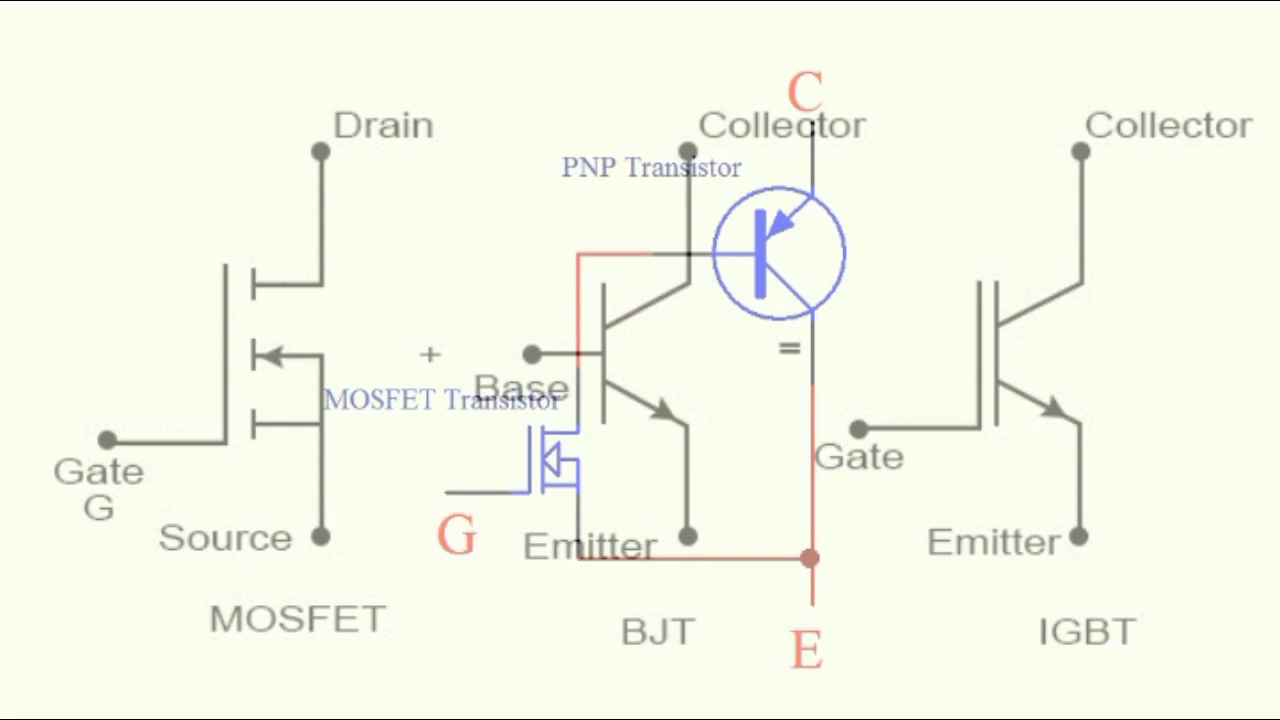 C
Drain
Collector
Collector
PNP Transistor
+
=
Base
MOSFET Transistor
Gate
G
Gate
G
Source
Emitter
Emitter
MOSFET
BJT
IGBT
E